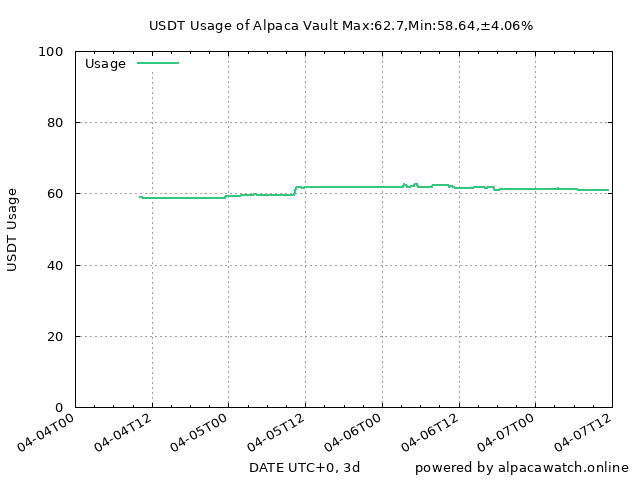 USDT Usage of Alpaca Vault Max:62.7,Min:58.64,±4.06%
Usage
USDT Usage
100
80
60
40
20
0
04-04T00
04-04T12
04-05T00
04-05T12
04-06T00
04-06T12
04-07T00
04-07T12
DATE UTC+0, 3d
powered by alpacawatch.online